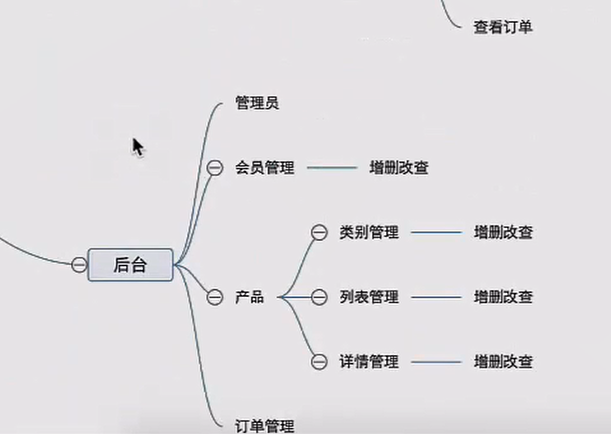 查看订单
管理员
会员管理
增删改查
类别管理
增删改查
后台
产品
列表管理
增删改查
详情管理
增删改查
订单管理